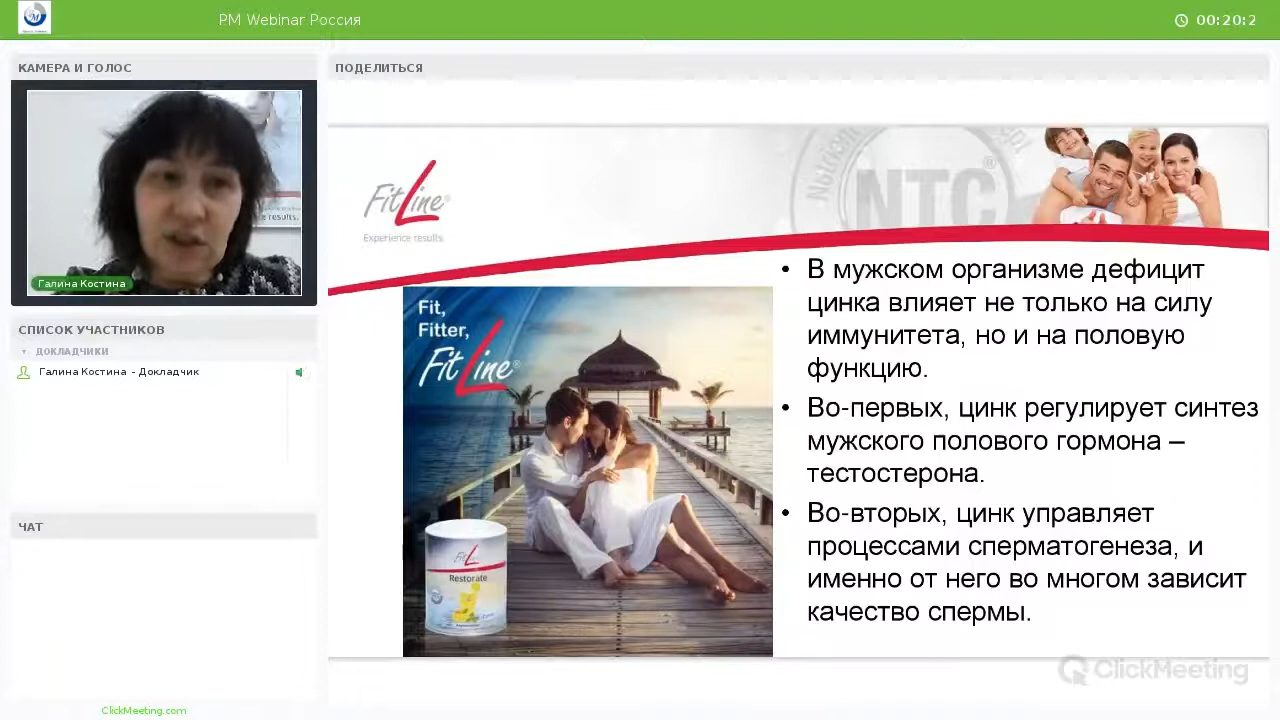 PM Webinar Россия
00:20:2
КАМЕРА И ГОЛОС
results.
Галина Костина
СПИСОК УЧАСТНИКОВ
ДОКЛАДЧИКИ
Галина Костина - Докладчик
ЧАТ
ClickMeeting.com
ПОДЕЛИТЬСЯ
FitLine®
Experience results.
NTC®
Fit,
Fitter,
FitLine®
FitLine
Restorate
• В мужском организме дефицит
цинка влияет не только на силу
иммунитета, но и на половую
функцию.
• Во-первых, цинк регулирует синтез
мужского полового гормона –
тестостерона.
• Во-вторых, цинк управляет
процессами сперматогенеза, и
именно от него во многом зависит
качество спермы.
ClickMeeting